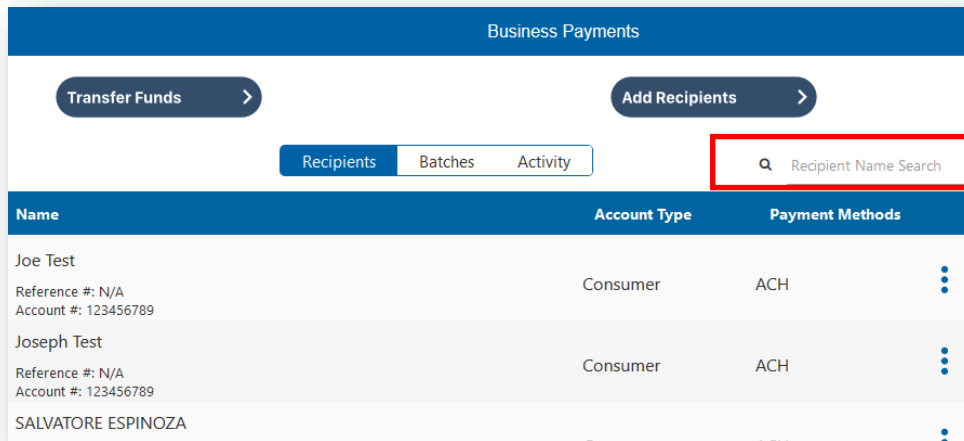 Business Payments
Transfer Funds
Add Recipients
Recipients Batches Activity
Recipient Name Search
Name Account Type Payment Methods
Joe Test
Reference #: N/A
Account #: 123456789
Consumer ACH
Joseph Test
Reference #: N/A
Account #: 123456789
Consumer ACH
SALVATORE ESPINOZA